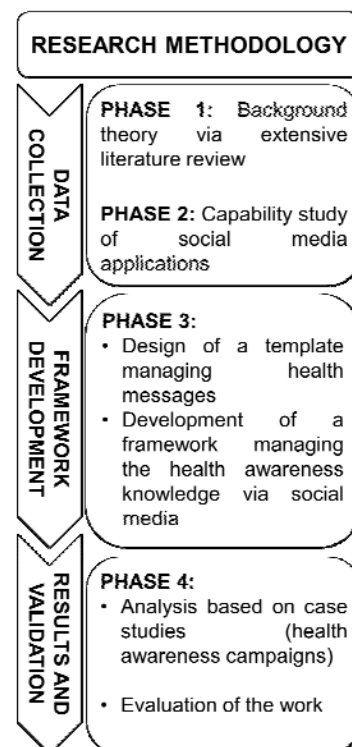 RESEARCH METHODOLOGY
DATA
COLLECTION
PHASE 1: Background
theory via extensive
literature review
PHASE 2: Capability study
of social media
applications
FRAMEWORK
DEVELOPMENT
PHASE 3:
• Design of a template
managing health
messages
• Development of a
framework managing
the health awareness
knowledge via social
media
RESULTS AND
VALIDATION
PHASE 4:
• Analysis based on case
studies (health
awareness campaigns)
• Evaluation of the work